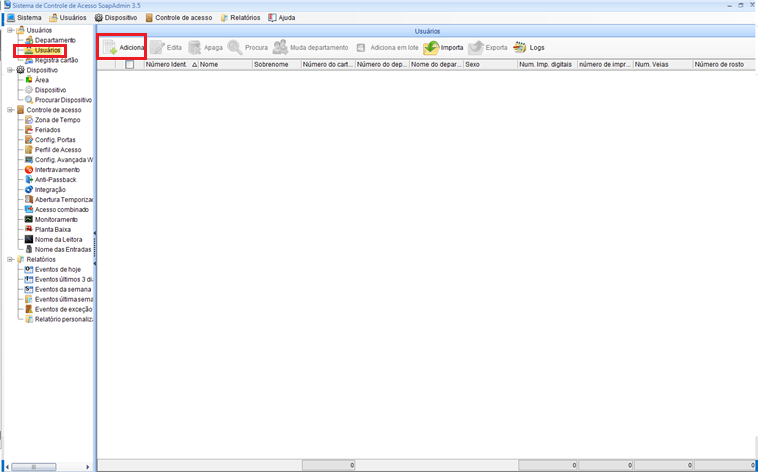 Sistema de Controle de Acesso SoapAdmin 3.5
Sistema Usuários Dispositivo Controle de acesso Relatórios Ajuda
Usuários
Departamento
Usuários
Registra cartão
Dispositivo
Área
Dispositivo
Procurar Dispositivo
Controle de acesso
Zona de Tempo
Feriados
Config. Portas
Perfil de Acesso
Config. Avançada W
Intertravamento
Anti-Passback
Integração
Abertura Temporiza
Acesso combinado
Monitoramento
Planta Baixa
Nome da Leitora
Nome das Entradas
Relatórios
Eventos de hoje
Eventos últimos 3 di
Eventos da semana
Eventos última sema
Eventos de exceção
Relatório personaliz
Usuários
Adiciona Edita Apaga Procura Muda departamento Adiciona em lote Importa Exporta Logs
Número Ident. Nome Sobrenome Número do cart... Número do dep... Nome do depar... Sexo Num. Imp. digitais número de impr... Num. Veias Número de rosto
0 0 0 0 0